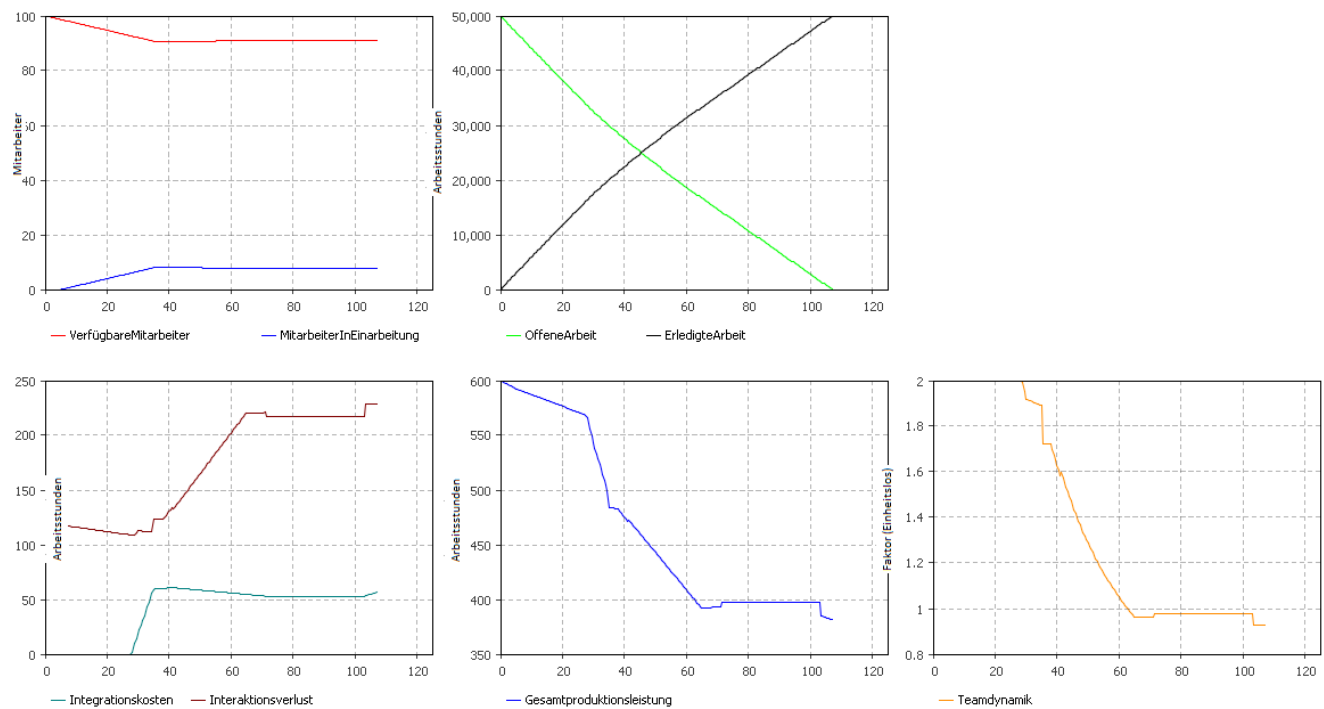 100
80
60
40
20
0
Mitarbeiter
0 20 40 60 80 100 120
VerfügbareMitarbeiter MitarbeiterInEinarbeitung
50,000
40,000
30,000
20,000
10,000
0
Arbeitsstunden
0 20 40 60 80 100 120
OffeneArbeit ErledigteArbeit
250
200
150
100
50
0
Arbeitsstunden
0 20 40 60 80 100 120
Integrationskosten Interaktionsverlust
600
550
500
450
400
350
Arbeitsstunden
0 20 40 60 80 100 120
Gesamtproduktionsleistung
2
1.8
1.6
1.4
1.2
1
0.8
Faktor (Einheitslos)
0 20 40 60 80 100 120
Teamdynamik